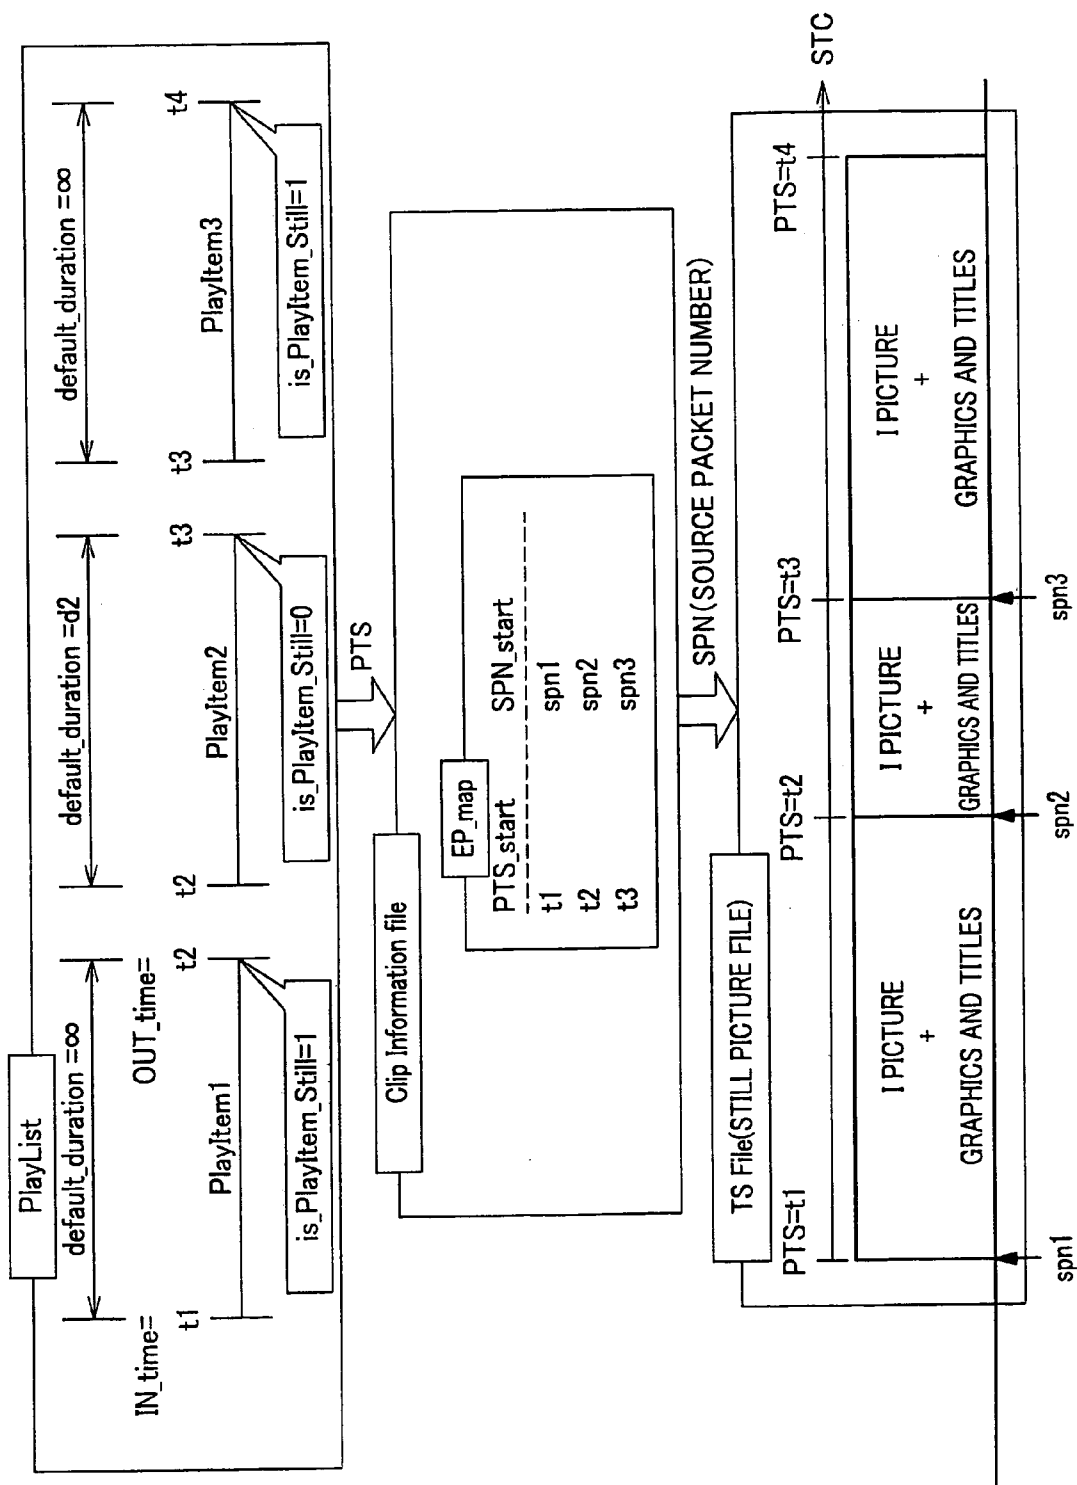 PlayList
default_duration =∞
default_duration =d2
default_duration =∞
IN_time=
OUT_time=
t1
t2
t2
t3
t3
t4
PlayItem1
PlayItem2
PlayItem3
is_PlayItem_Still=1
is_PlayItem_Still=0
is_PlayItem_Still=1
PTS
Clip Information file
EP_map
PTS_start SPN_start
t1 spn1
t2 spn2
t3 spn3
SPN(SOURCE PACKET NUMBER)
TS File(STILL PICTURE FILE)
PTS=t1
PTS=t2
PTS=t3
PTS=t4
STC
I PICTURE
+
GRAPHICS AND TITLES
I PICTURE
+
GRAPHICS AND TITLES
I PICTURE
+
GRAPHICS AND TITLES
spn1
spn2
spn3